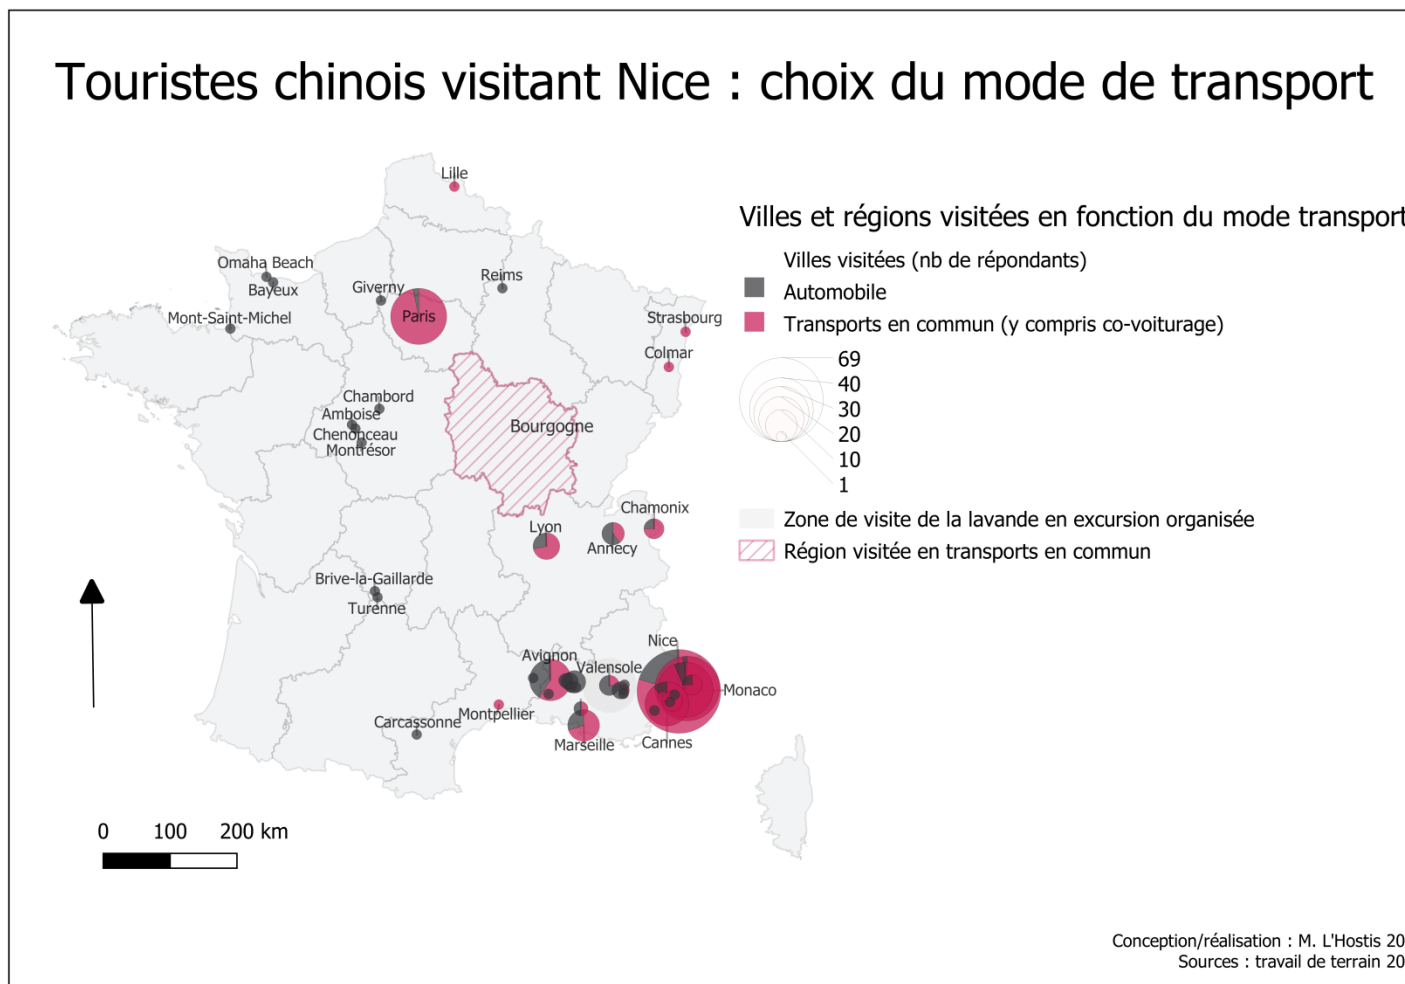 Touristes chinois visitant Nice : choix du mode de transport
Lille
Omaha Beach
Bayeux
Giverny
Reims
Mont-Saint-Michel
Paris
Strasbourg
Colmar
Chambord
Amboise
Chenonceau
Montrésor
Bourgogne
Chamonix
Lyon
Annecy
Brive-la-Gaillarde
Turenne
Avignon
Valensole
Nice
Monaco
Montpellier
Carcassonne
Marseille
Cannes
0 100 200 km
Villes et régions visitées en fonction du mode transport
Villes visitées (nb de répondants)
Automobile
Transports en commun (y compris co-voiturage)
69
40
30
20
10
1
Zone de visite de la lavande en excursion organisée
Région visitée en transports en commun
Conception/réalisation : M. L'Hostis 20
Sources : travail de terrain 20